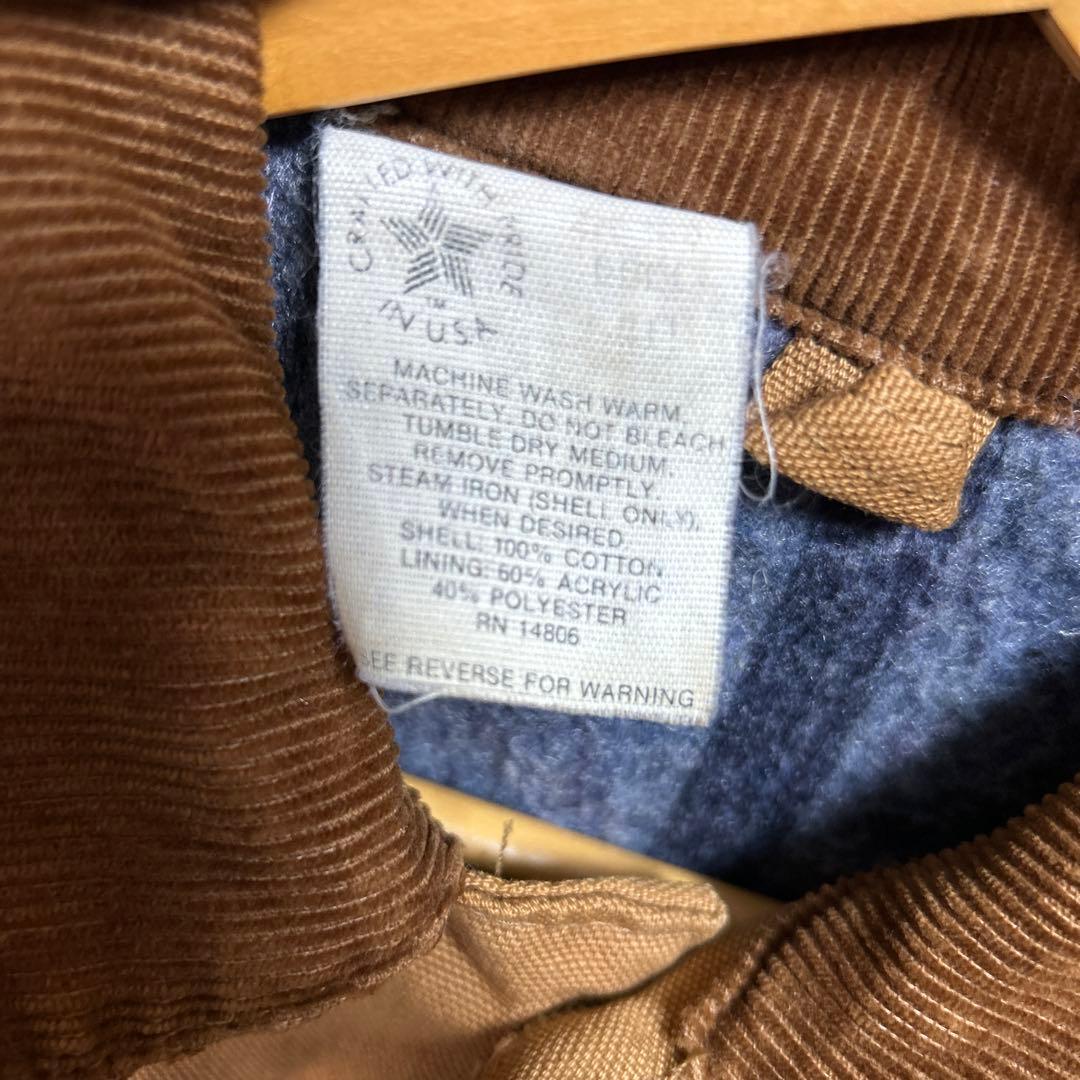 CRAFTED WITH PRIDE
TM
IN U.S.A
MACHINE WASH WARM,
SEPARATELY. DO NOT BLEACH.
TUMBLE DRY MEDIUM.
REMOVE PROMPTLY.
STEAM IRON (SHELL ONLY),
WHEN DESIRED.
SHELL: 100% COTTON
LINING: 60% ACRYLIC
40% POLYESTER
RN 14806
SEE REVERSE FOR WARNING